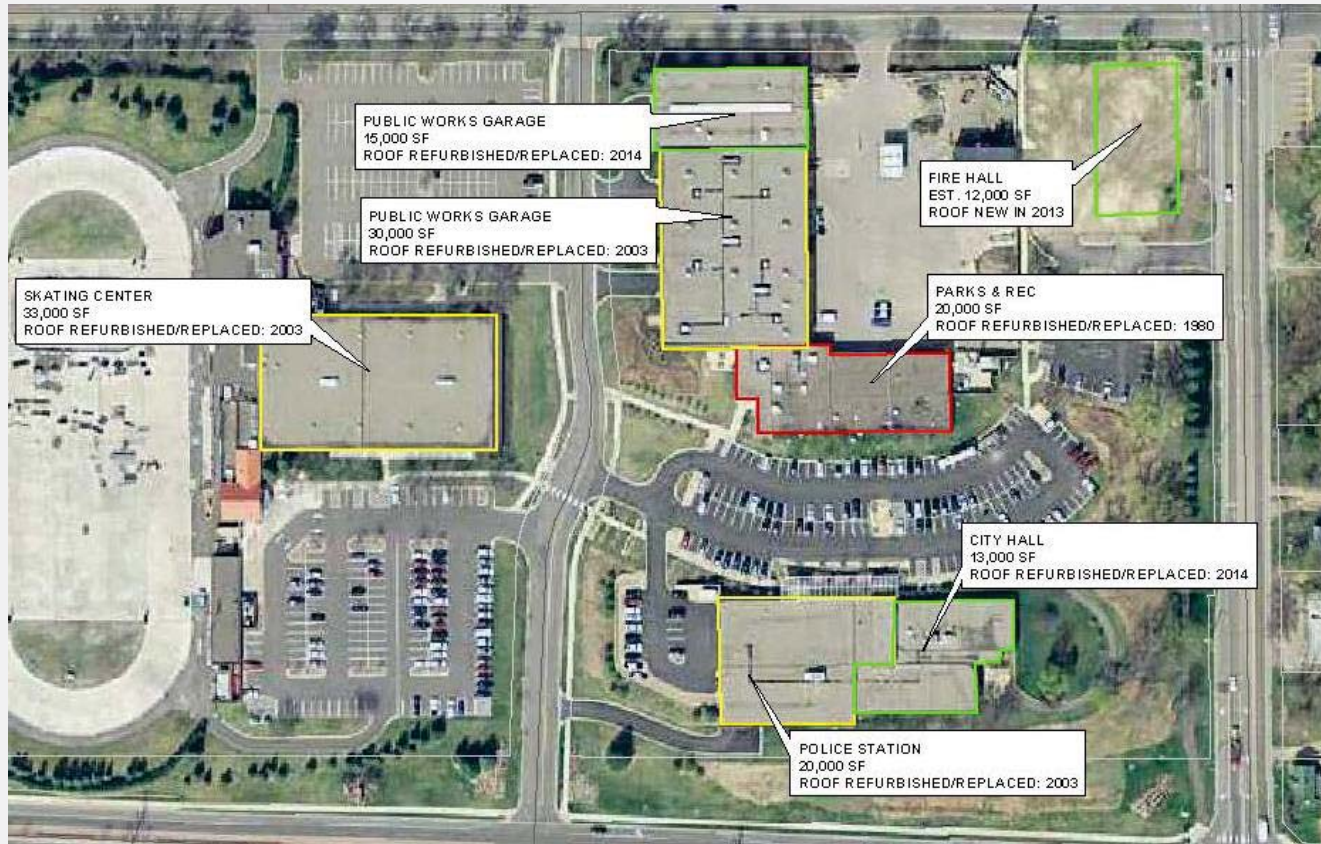 PUBLIC WORKS GARAGE
15,000 SF
ROOF REFURBISHED/REPLACED: 2014
FIRE HALL
EST. 12,000 SF
ROOF NEW IN 2013
PUBLIC WORKS GARAGE
30,000 SF
ROOF REFURBISHED/REPLACED: 2003
SKATING CENTER
33,000 SF
ROOF REFURBISHED/REPLACED: 2003
PARKS & REC
20,000 SF
ROOF REFURBISHED/REPLACED: 1980
CITY HALL
13,000 SF
ROOF REFURBISHED/REPLACED: 2014
POLICE STATION
20,000 SF
ROOF REFURBISHED/REPLACED: 2003